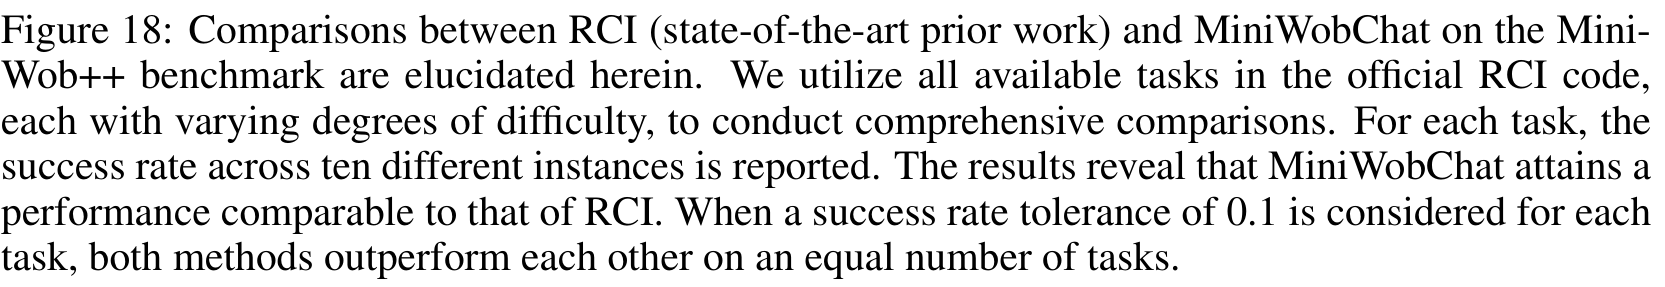 Figure 18: Comparisons between RCI (state-of-the-art prior work) and MiniWobChat on the Mini-
Wob++ benchmark are elucidated herein. We utilize all available tasks in the official RCI code,
each with varying degrees of difficulty, to conduct comprehensive comparisons. For each task, the
success rate across ten different instances is reported. The results reveal that MiniWobChat attains a
performance comparable to that of RCI. When a success rate tolerance of 0.1 is considered for each
task, both methods outperform each other on an equal number of tasks.